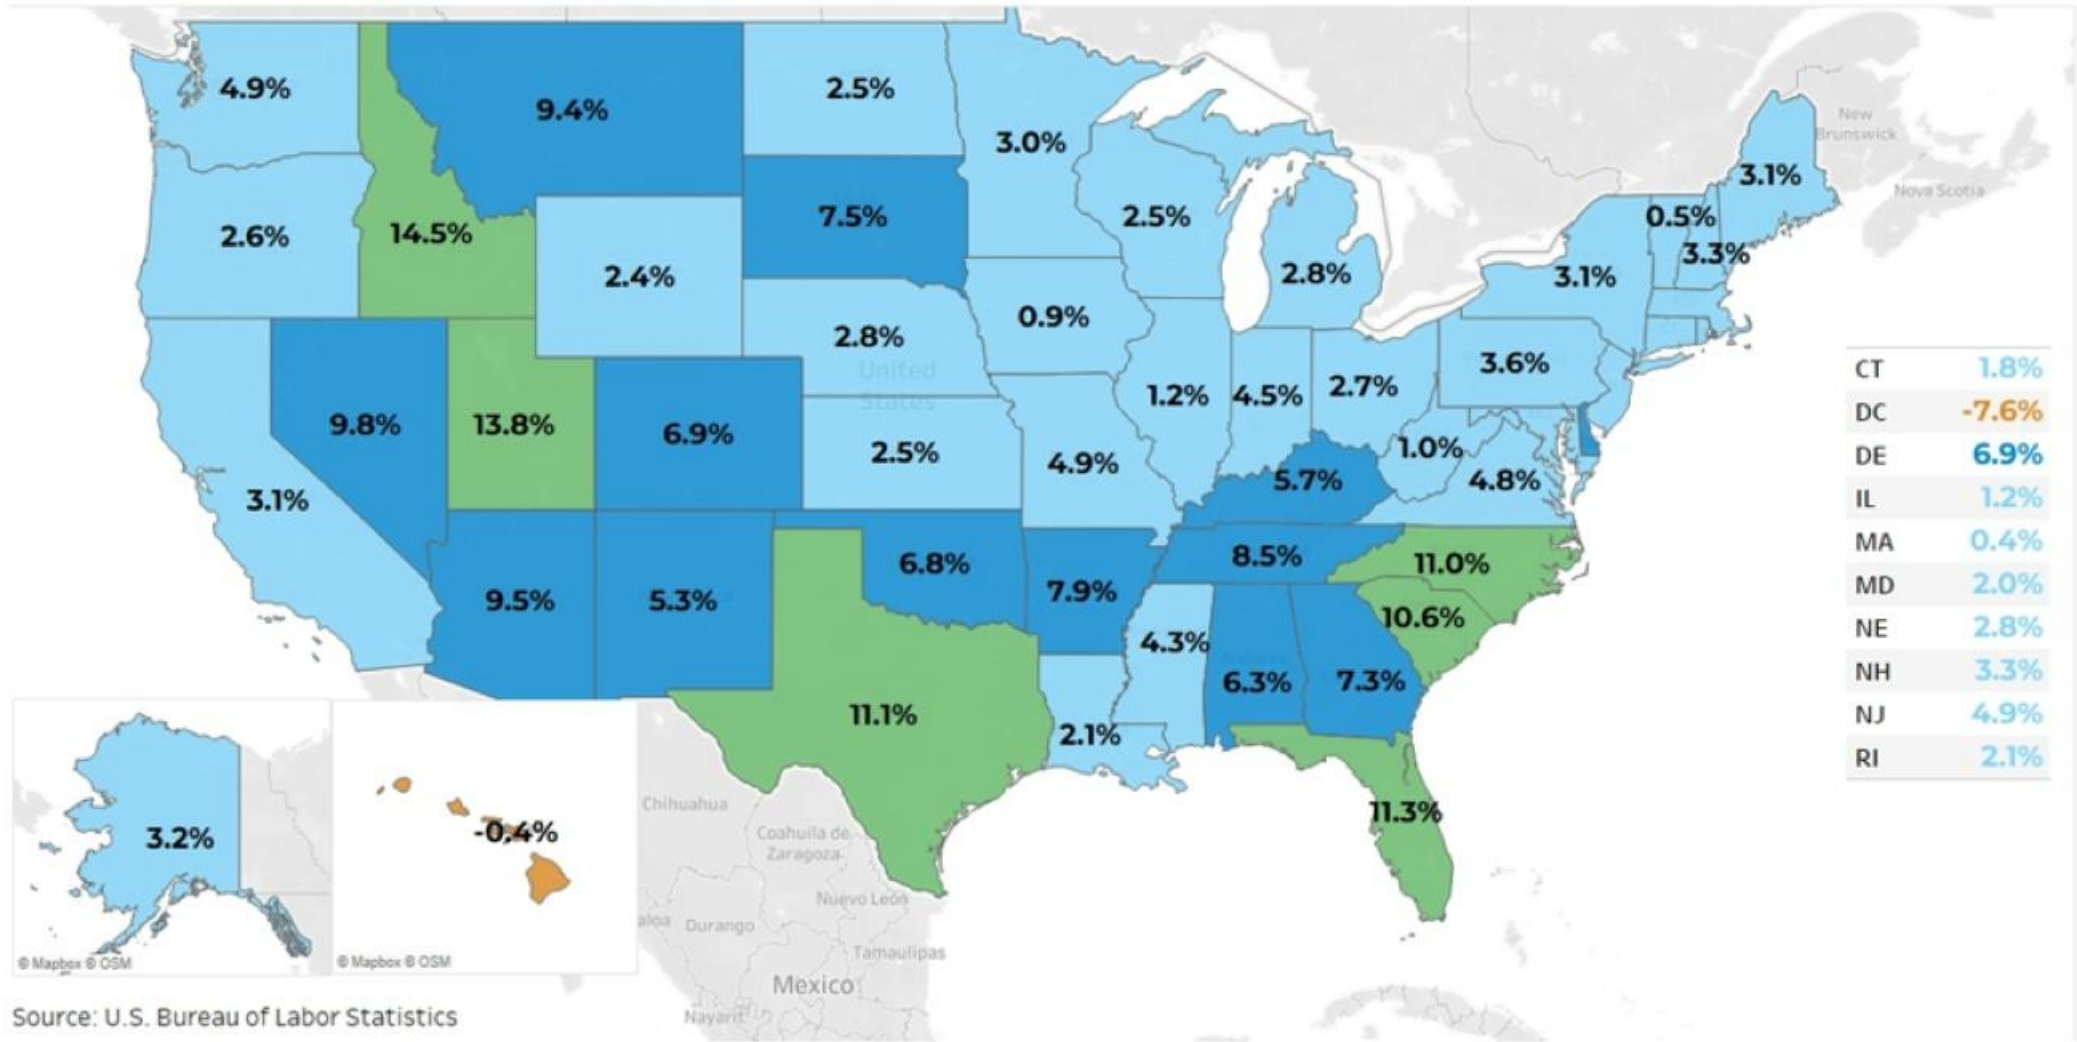 4.9%
9.4%
2.5%
3.0%
New
Brunswick
3.1%
Nova Scotia
2.6%
14.5%
2.4%
7.5%
2.5%
2.8%
0.5%
3.3%
3.1%
2.8%
United
States
0.9%
3.6%
9.8%
13.8%
6.9%
2.5%
4.9%
1.2%
4.5%
2.7%
1.0%
4.8%
3.1%
5.7%
9.5%
5.3%
6.8%
7.9%
8.5%
11.0%
10.6%
4.3%
6.3%
7.3%
11.1%
2.1%
11.3%
CT 1.8%
DC -7.6%
DE 6.9%
IL 1.2%
MA 0.4%
MD 2.0%
NE 2.8%
NH 3.3%
NJ 4.9%
RI 2.1%
3.2%
© Mapbox © OSM
-0.4%
© Mapbox © OSM
Chihuahua
Coahuila de
Zaragoza
Nuevo León
aloa
Durango
Tamaulipas
Mexico
Nayarit
Source: U.S. Bureau of Labor Statistics